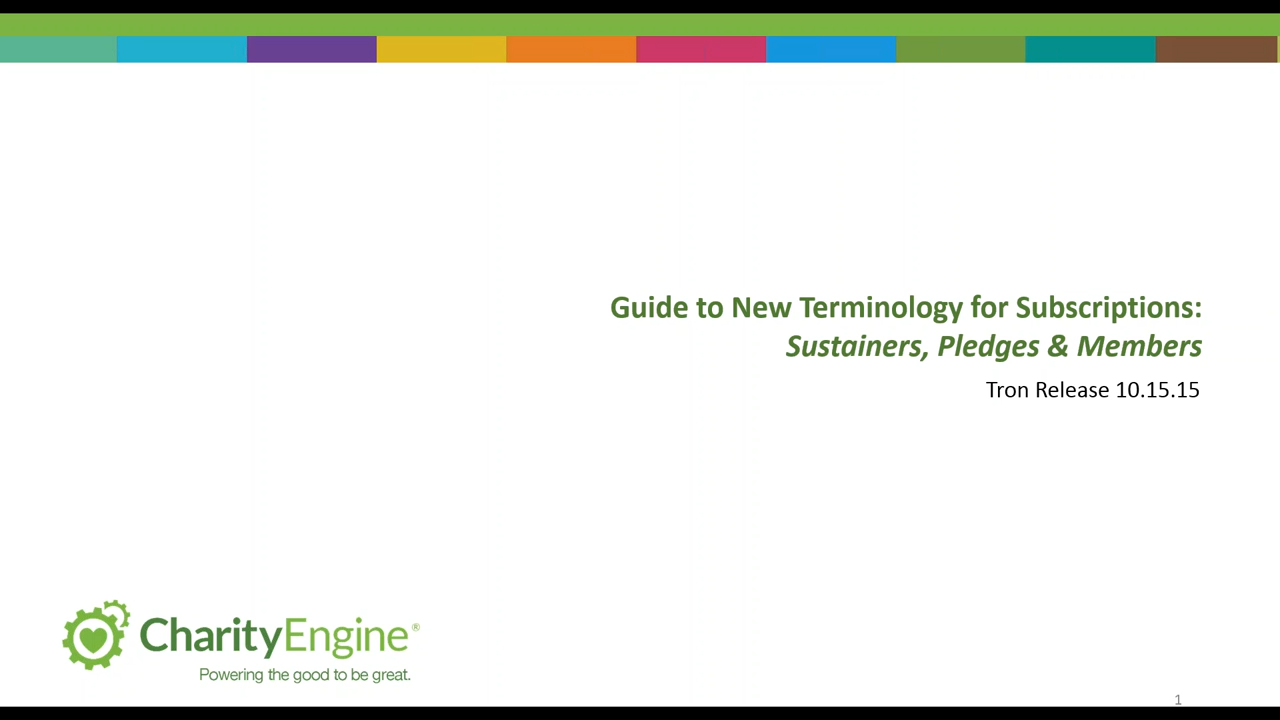 Guide to New Terminology for Subscriptions:
Sustainers, Pledges & Members
Tron Release 10.15.15
CharityEngine®
Powering the good to be great.
1